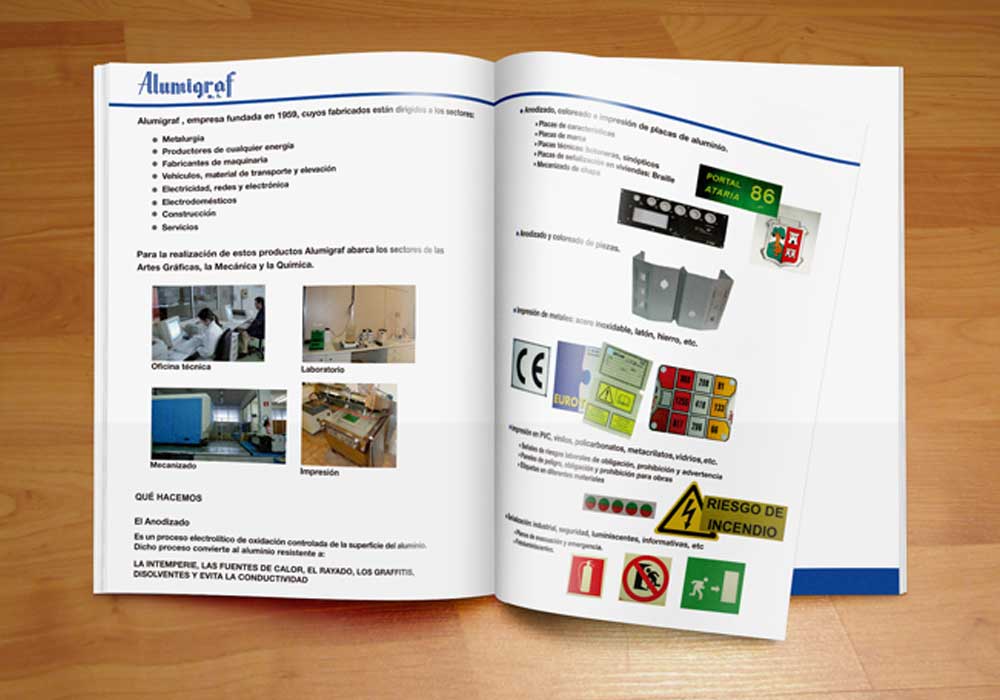 Alumigraf
Alumigraf , empresa fundada en 1959, cuyos fabricados están dirigidos a los sectores:
Metalurgia
Productores de cualquier energía
Fabricantes de maquinaria
Vehículos, material de transporte y elevación
Electricidad, redes y electrónica
Electrodomésticos
Construcción
Servicios
Para la realización de estos productos Alumigraf abarca los sectores de las
Artes Gráficas, la Mecánica y la Química.
Oficina técnica
Laboratorio
Mecanizado
Impresión
QUÉ HACEMOS
El Anodizado
Es un proceso electrolítico de oxidación controlada de la superficie del aluminio.
Dicho proceso convierte al aluminio resistente a:
LA INTEMPERIE, LAS FUENTES DE CALOR, EL RAYADO, LOS GRAFFITIS,
DISOLVENTES Y EVITA LA CONDUCTIVIDAD
Anodizado, coloreado e impresión de placas de aluminio.
Placas de características
Placas de marca
Placas técnicas: botoneras, sinópticos
Placas de señalización en viviendas: Braille
Mecanizado de chapa
PORTAL
ATARIA
86
Anodizado y coloreado de piezas.
Impresión de metales: acero inoxidable, latón, hierro, etc.
CE
EURO
Impresión en PVC, vinilos, policarbonatos, metacrilatos, vidrios, etc.
Señales de riesgos laborales de obligación, prohibición y advertencia
Paneles de peligro, obligación y prohibición para obras
Etiquetas en diferentes materiales
RIESGO DE
INCENDIO
Señalización: industrial, seguridad, luminiscentes, informativas, etc
Planos de evacuación y emergencia.
Fotoluminiscentes.